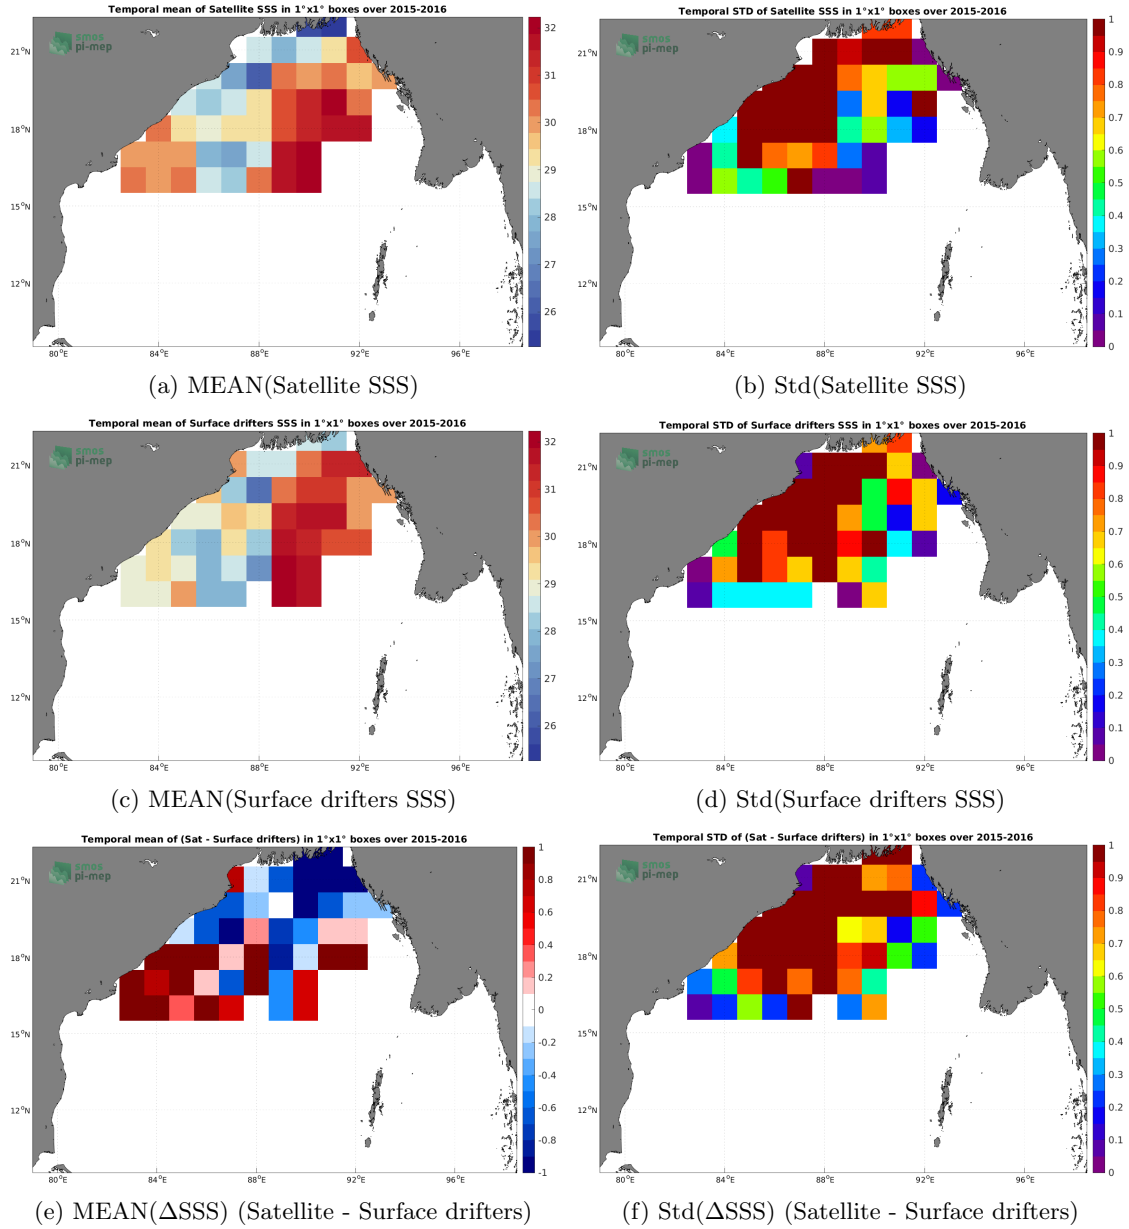 Temporal mean of Satellite SSS in 1°x1° boxes over 2015-2016
smos
pi-mep
21°N
18°N
15°N
12°N
80°E 84°E 88°E 92°E 96°E
32
31
30
29
28
27
26
(a) MEAN(Satellite SSS)
Temporal STD of Satellite SSS in 1°x1° boxes over 2015-2016
smos
pi-mep
21°N
18°N
15°N
12°N
80°E 84°E 88°E 92°E 96°E
1
0.9
0.8
0.7
0.6
0.5
0.4
0.3
0.2
0.1
0
(b) Std(Satellite SSS)
Temporal mean of Surface drifters SSS in 1°x1° boxes over 2015-2016
smos
pi-mep
21°N
18°N
15°N
12°N
80°E 84°E 88°E 92°E 96°E
32
31
30
29
28
27
26
(c) MEAN(Surface drifters SSS)
Temporal STD of Surface drifters SSS in 1°x1° boxes over 2015-2016
smos
pi-mep
21°N
18°N
15°N
12°N
80°E 84°E 88°E 92°E 96°E
1
0.9
0.8
0.7
0.6
0.5
0.4
0.3
0.2
0.1
0
(d) Std(Surface drifters SSS)
Temporal mean of (Sat - Surface drifters) in 1°x1° boxes over 2015-2016
smos
pi-mep
21°N
18°N
15°N
12°N
80°E 84°E 88°E 92°E 96°E
1
0.8
0.6
0.4
0.2
0
-0.2
-0.4
-0.6
-0.8
-1
(e) MEAN(ΔSSS) (Satellite - Surface drifters)
Temporal STD of (Sat - Surface drifters) in 1°x1° boxes over 2015-2016
smos
pi-mep
21°N
18°N
15°N
12°N
80°E 84°E 88°E 92°E 96°E
1
0.9
0.8
0.7
0.6
0.5
0.4
0.3
0.2
0.1
0
(f) Std(ΔSSS) (Satellite - Surface drifters)